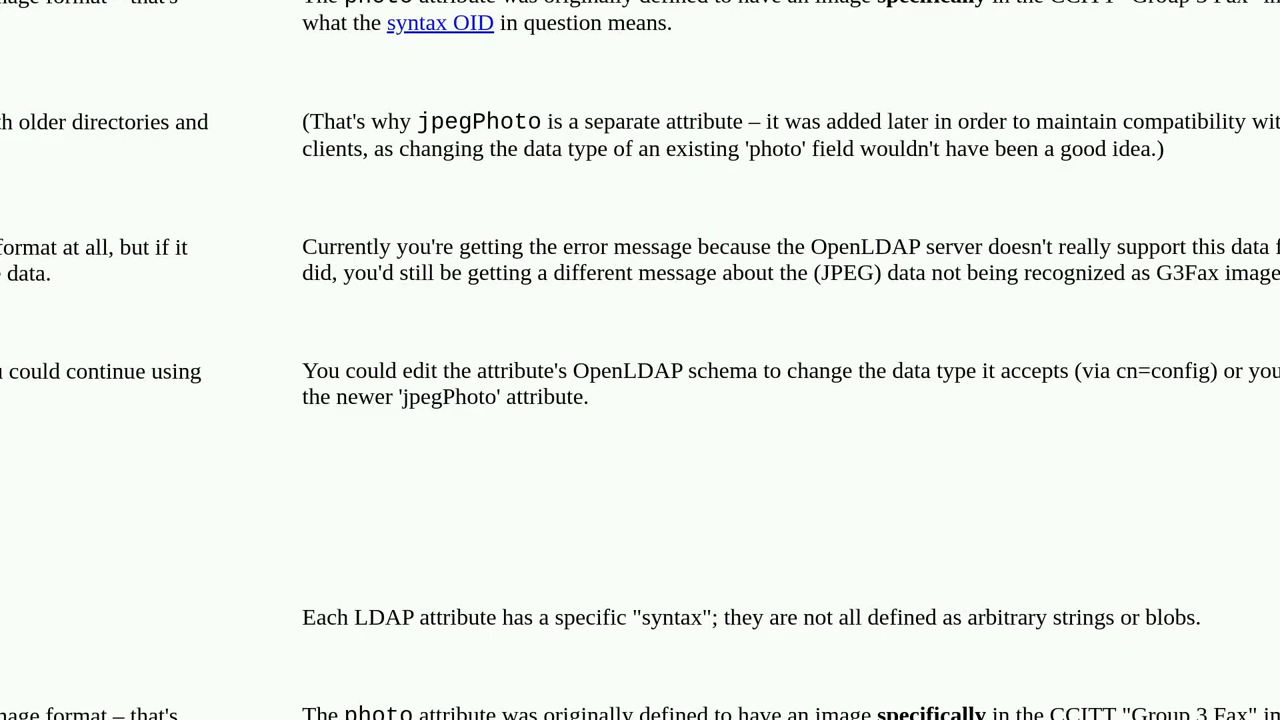 nage format – that's
The photo attribute was originally defined to have an image specifically in the CCITT "Group 3 Fax" in
what the syntax OID in question means.
th older directories and
(That's why jpegPhoto is a separate attribute – it was added later in order to maintain compatibility wit
clients, as changing the data type of an existing 'photo' field wouldn't have been a good idea.)
format at all, but if it
Currently you're getting the error message because the OpenLDAP server doesn't really support this data f
data.
did, you'd still be getting a different message about the (JPEG) data not being recognized as G3Fax image
u could continue using
You could edit the attribute's OpenLDAP schema to change the data type it accepts (via cn=config) or you
the newer 'jpegPhoto' attribute.
Each LDAP attribute has a specific "syntax"; they are not all defined as arbitrary strings or blobs.
nage format – that's
The photo attribute was originally defined to have an image specifically in the CCITT "Group 3 Fax" in